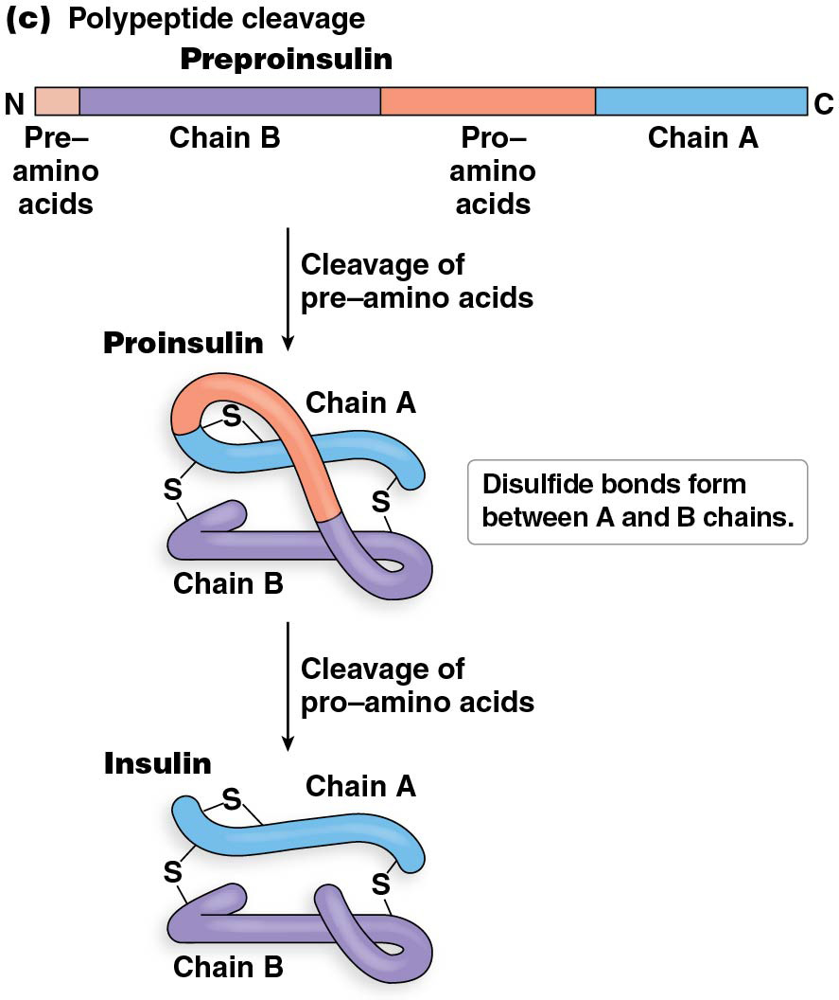 (c) Polypeptide cleavage
Preproinsulin
N
C
Pre–
amino
acids
Chain B
Pro–
amino
acids
Chain A
Cleavage of
pre–amino acids
Proinsulin
Chain A
S
S
S
Disulfide bonds form
between A and B chains.
Chain B
Cleavage of
pro–amino acids
Insulin
Chain A
S
S
S
Chain B